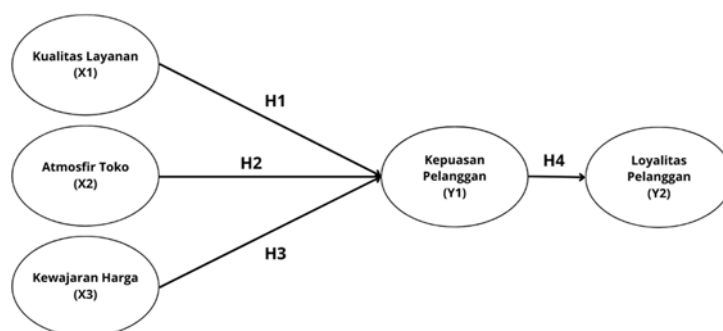 Kualitas Layanan
(X1)
H1
Atmosfir Toko
(X2)
H2
Kepuasan
Pelanggan
(Y1)
H4
Loyalitas
Pelanggan
(Y2)
H3
Kewajaran Harga
(X3)